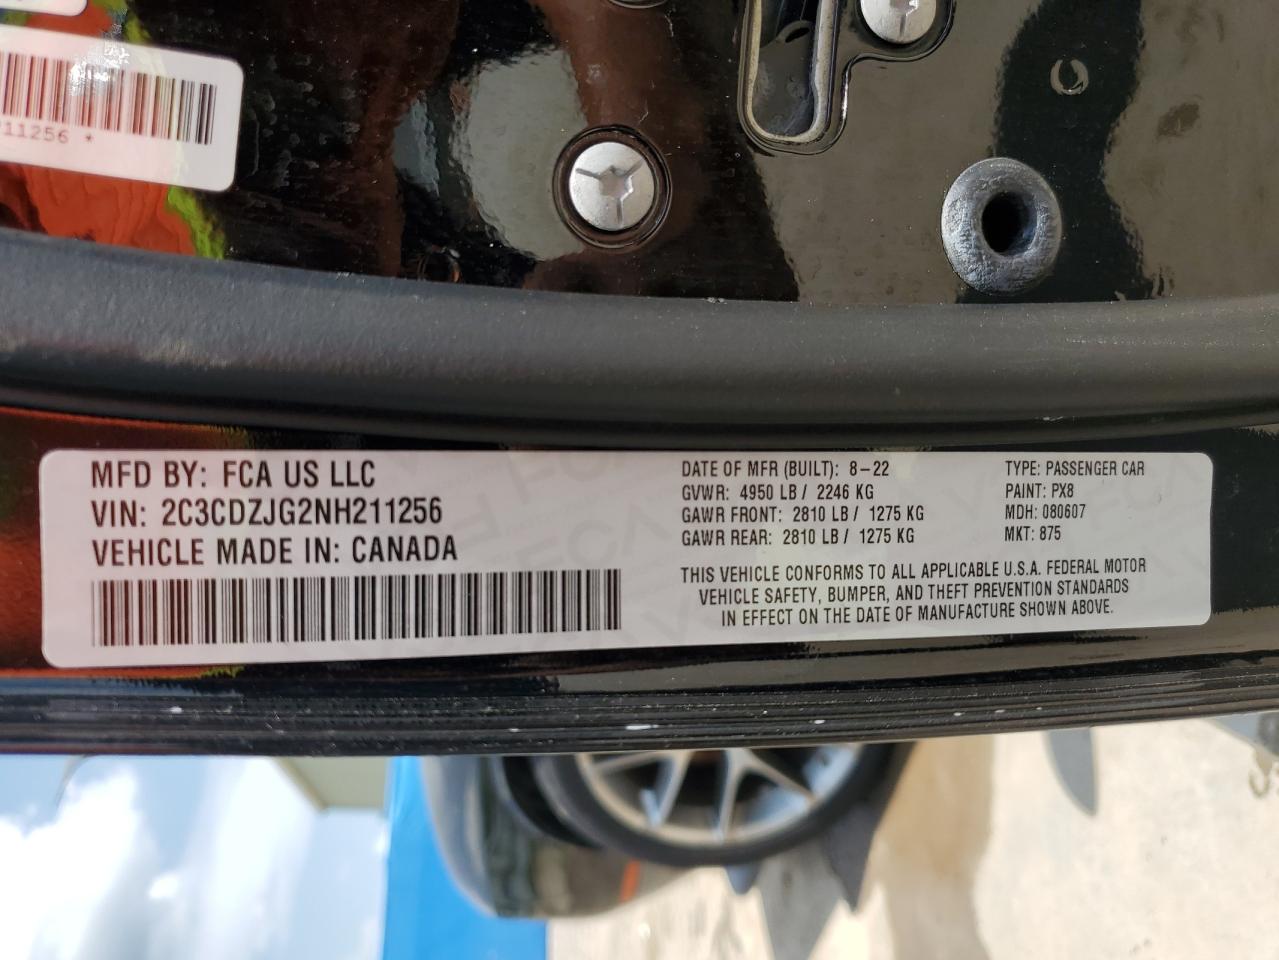 11256 *
MFD BY: FCA US LLC
VIN: 2C3CDZJG2NH211256
VEHICLE MADE IN: CANADA
DATE OF MFR (BUILT): 8-22
GVWR: 4950 LB / 2246 KG
GAWR FRONT: 2810 LB / 1275 KG
GAWR REAR: 2810 LB / 1275 KG
TYPE: PASSENGER CAR
PAINT: PX8
MDH: 080607
MKT: 875
THIS VEHICLE CONFORMS TO ALL APPLICABLE U.S.A. FEDERAL MOTOR
VEHICLE SAFETY, BUMPER, AND THEFT PREVENTION STANDARDS
IN EFFECT ON THE DATE OF MANUFACTURE SHOWN ABOVE.